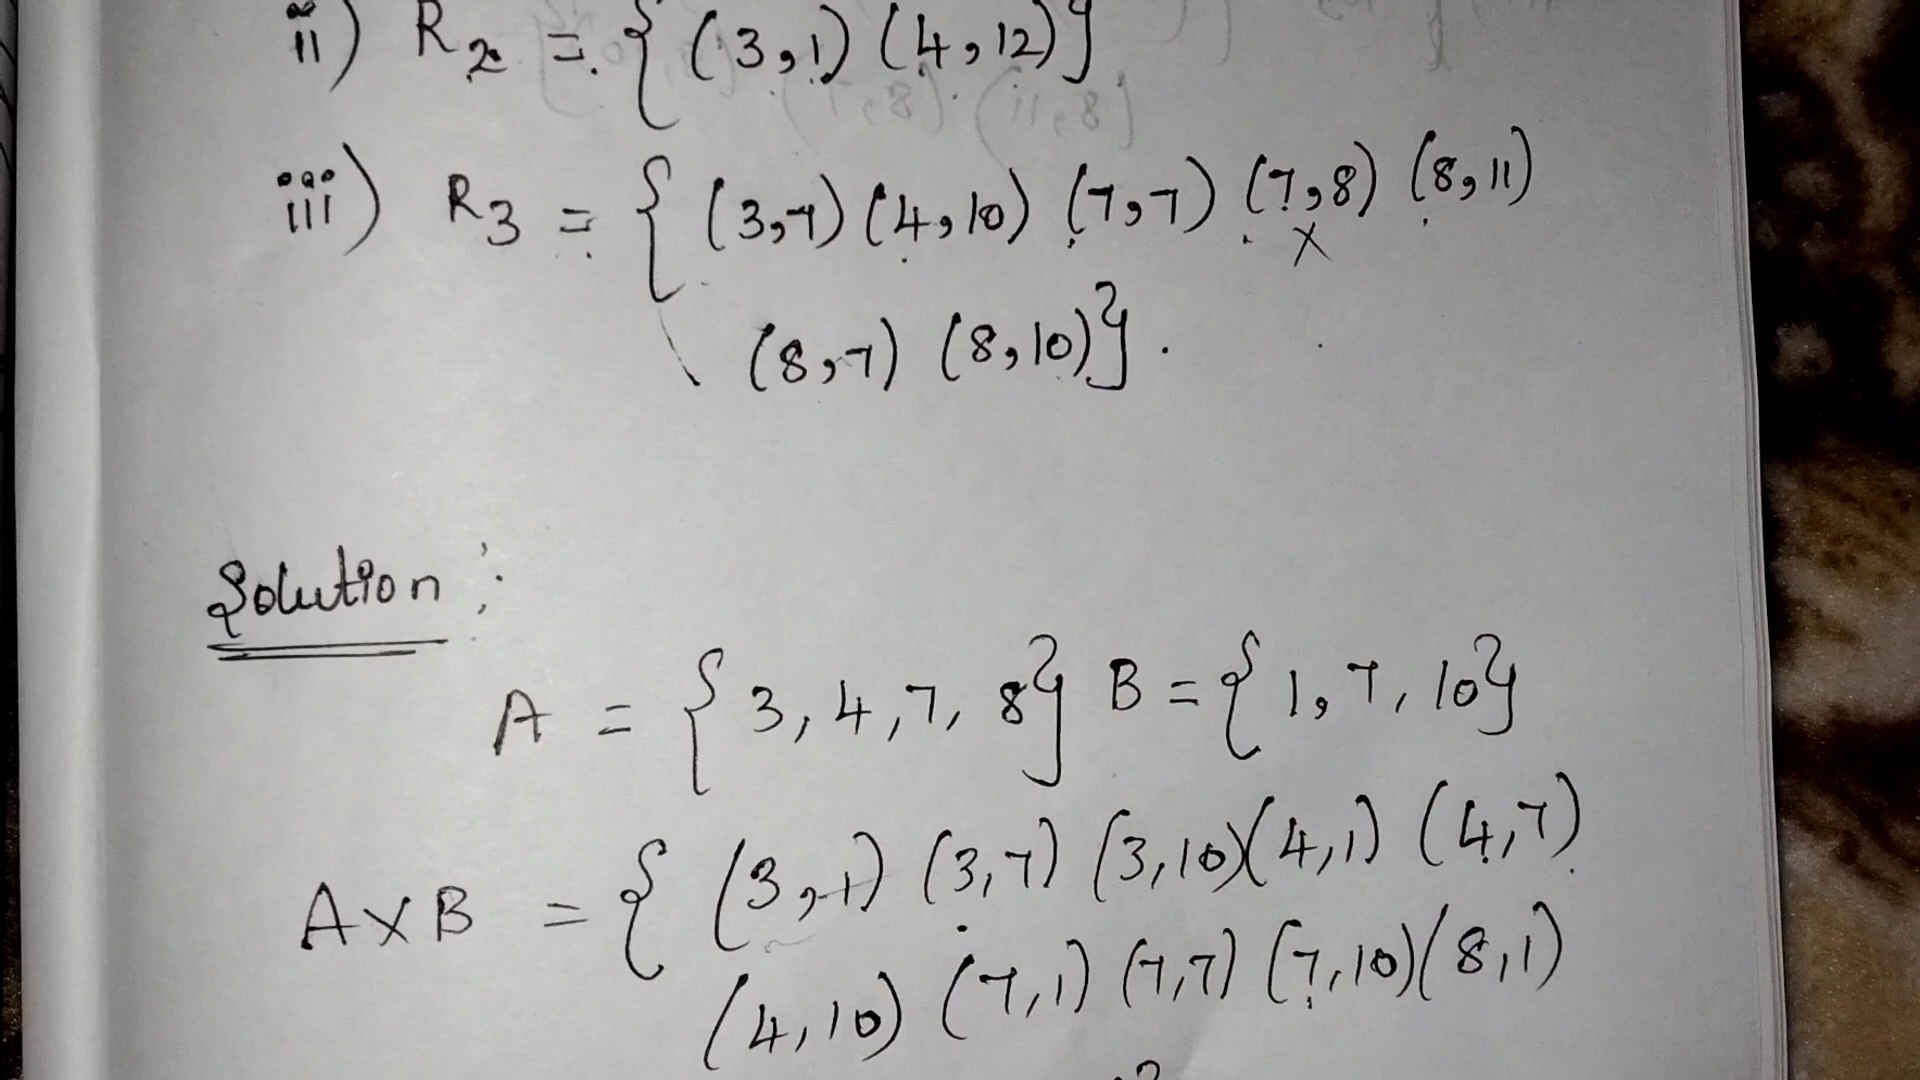 ii) R2 = {(3,1) (4,12)}
iii) R3 = {(3,7) (4,10) (7,7) (7,8) (8,11)
x
(8,7) (8,10)}.
Solution:
A = {3,4,7,8} B = {1,7,10}
AXB = {(3,1) (3,7) (3,10) (4,1) (4,7)
(4,10) (7,1) (7,7) (7,10) (8,1)